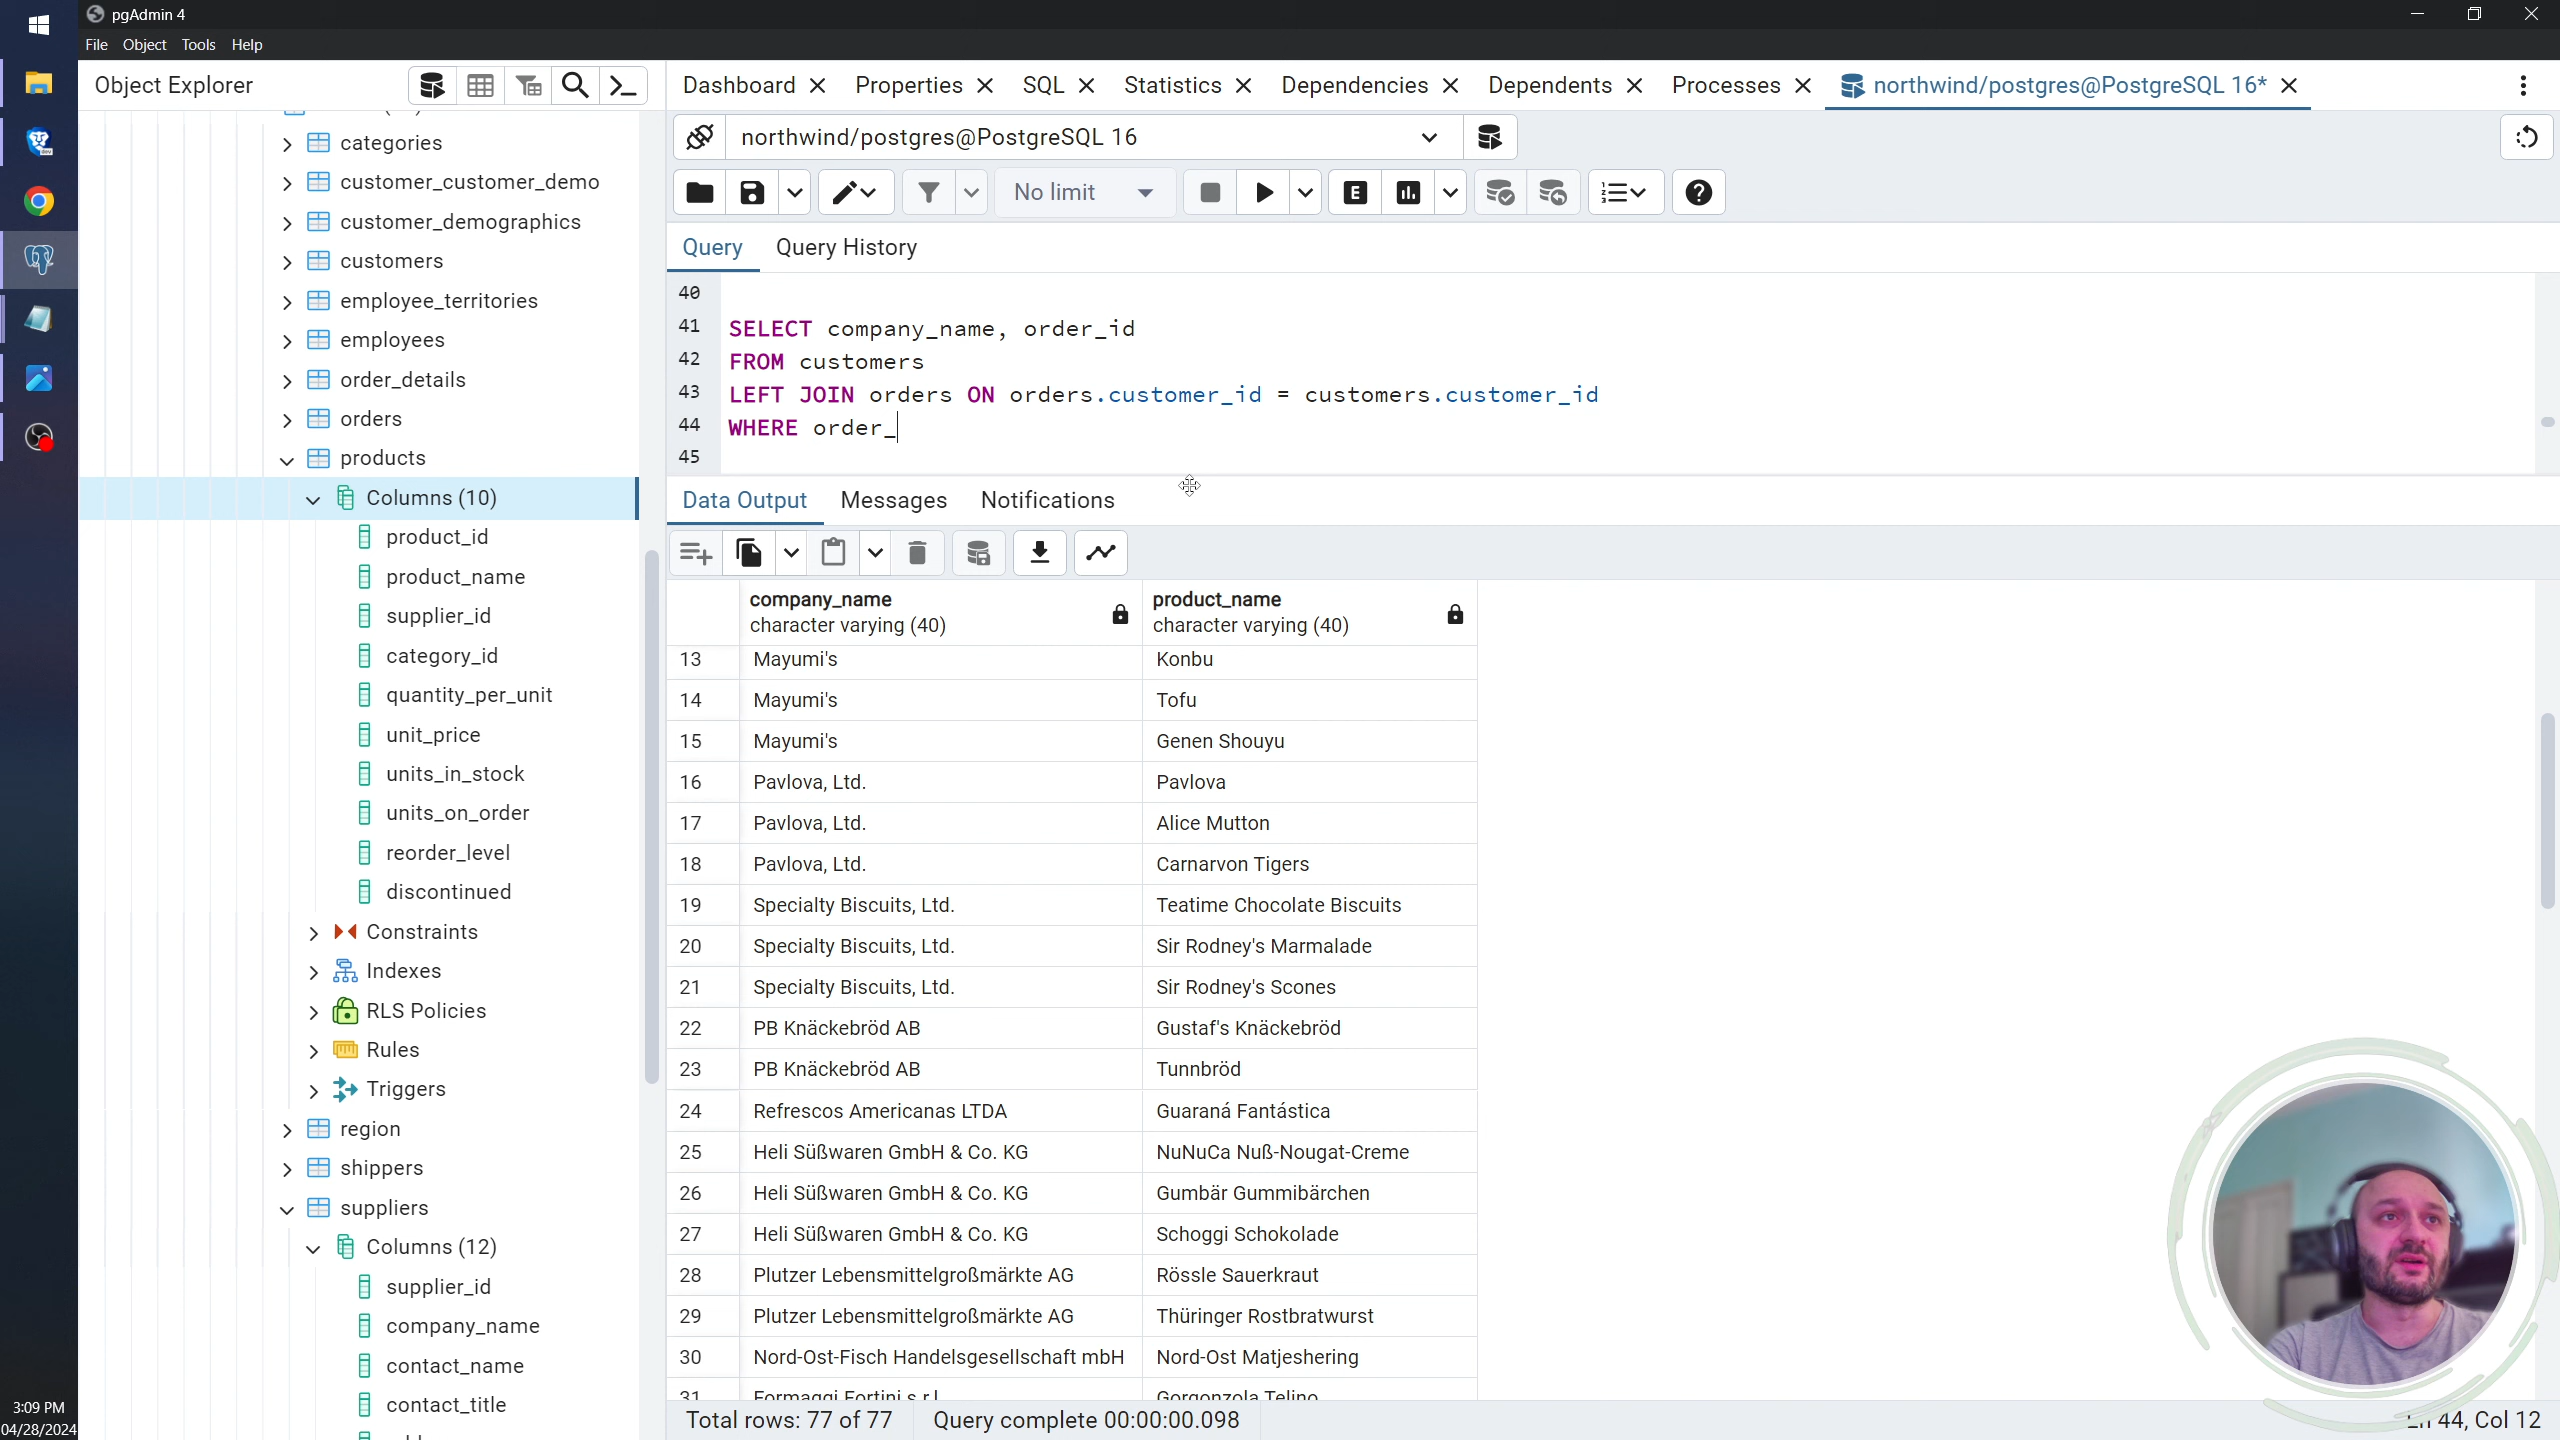 pgAdmin 4
File Object Tools Help
Object Explorer
Dashboard Properties SQL Statistics Dependencies Dependents Processes northwind/postgres@PostgreSQL 16*
northwind/postgres@PostgreSQL 16
No limit
E
Query Query History
40
41 SELECT company_name, order_id
42 FROM customers
43 LEFT JOIN orders ON orders.customer_id = customers.customer_id
44 WHERE order_
45
categories
customer_customer_demo
customer_demographics
customers
employee_territories
employees
order_details
orders
products
Columns (10)
product_id
product_name
supplier_id
category_id
quantity_per_unit
unit_price
units_in_stock
units_on_order
reorder_level
discontinued
Constraints
Indexes
RLS Policies
Rules
Triggers
region
shippers
suppliers
Columns (12)
supplier_id
company_name
contact_name
contact_title
Data Output Messages Notifications
company_name product_name
character varying (40) character varying (40)
13 Mayumi's Konbu
14 Mayumi's Tofu
15 Mayumi's Genen Shouyu
16 Pavlova, Ltd. Pavlova
17 Pavlova, Ltd. Alice Mutton
18 Pavlova, Ltd. Carnarvon Tigers
19 Specialty Biscuits, Ltd. Teatime Chocolate Biscuits
20 Specialty Biscuits, Ltd. Sir Rodney's Marmalade
21 Specialty Biscuits, Ltd. Sir Rodney's Scones
22 PB Knäckebröd AB Gustaf's Knäckebröd
23 PB Knäckebröd AB Tunnbröd
24 Refrescos Americanas LTDA Guaraná Fantástica
25 Heli Süßwaren GmbH & Co. KG NuNuCa Nuß-Nougat-Creme
26 Heli Süßwaren GmbH & Co. KG Gumbär Gummibärchen
27 Heli Süßwaren GmbH & Co. KG Schoggi Schokolade
28 Plutzer Lebensmittelgroßmärkte AG Rössle Sauerkraut
29 Plutzer Lebensmittelgroßmärkte AG Thüringer Rostbratwurst
30 Nord-Ost-Fisch Handelsgesellschaft mbH Nord-Ost Matjeshering
31 Formaggi Fortini s.r.l. Gorgonzola Telino
Total rows: 77 of 77 Query complete 00:00:00.098 Ln 44, Col 12
3:09 PM
04/28/2024